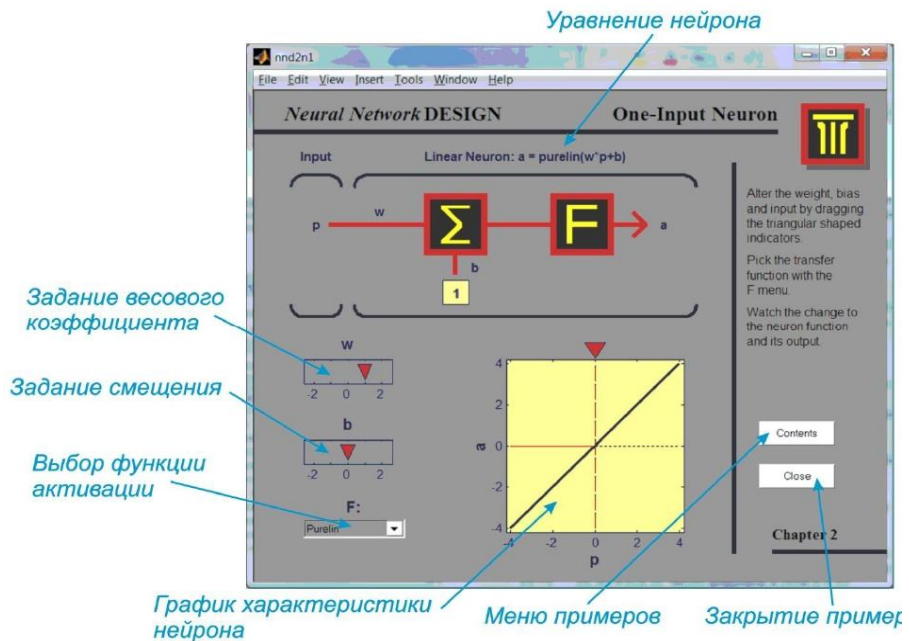 Уравнение нейрона
nnd2n1
File Edit View Insert Tools Window Help
Neural Network DESIGN
One-Input Neuron
Input
Linear Neuron: a = purelin(w*p+b)
p
w
Σ
F
a
b
1
Alter the weight, bias
and input by dragging
the triangular shaped
indicators.
Pick the transfer
function with the
F menu.
Watch the change to
the neuron function
and its output.
Задание весового
коэффициента
w
-2 0 2
Задание смещения
b
-2 0 2
Выбор функции
активации
F:
Purelin
4
2
0
-2
-4
a
-4 -2 0 2 4
p
Contents
Close
Chapter 2
График характеристики
нейрона
Меню примеров
Закрытие пример